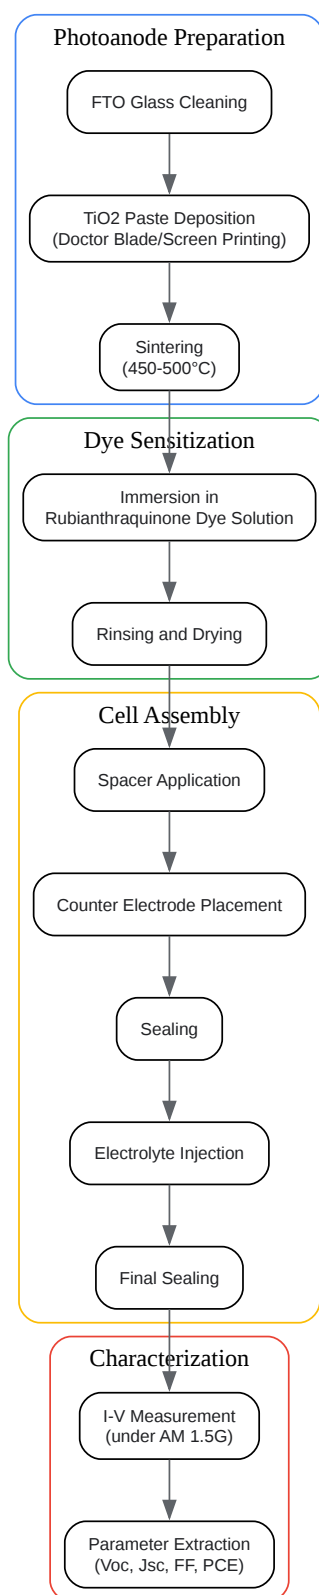 Photoanode Preparation
FTO Glass Cleaning
TiO2 Paste Deposition
(Doctor Blade/Screen Printing)
Sintering
(450-500°C)
Dye Sensitization
Immersion in
Rubianthraquinone Dye Solution
Rinsing and Drying
Cell Assembly
Spacer Application
Counter Electrode Placement
Sealing
Electrolyte Injection
Final Sealing
Characterization
I-V Measurement
(under AM 1.5G)
Parameter Extraction
(Voc, Jsc, FF, PCE)